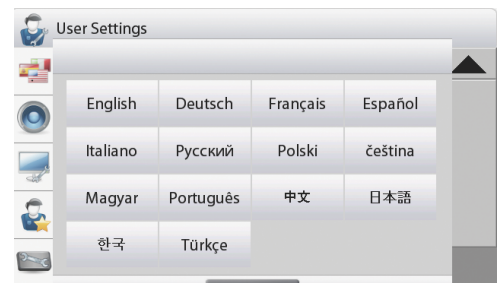 User Settings
English Deutsch Français Español
Italiano Русский Polski čeština
Magyar Português 中文 日本語
한국 Türkçe